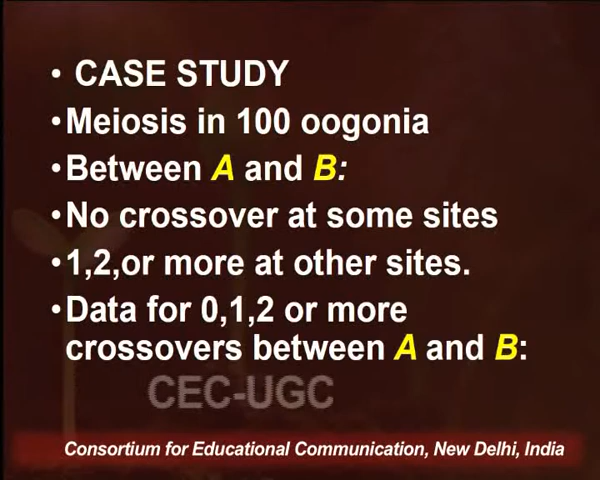 • CASE STUDY
• Meiosis in 100 oogonia
• Between A and B:
• No crossover at some sites
• 1,2,or more at other sites.
• Data for 0,1,2 or more
crossovers between A and B:
CEC-UGC
Consortium for Educational Communication, New Delhi, India